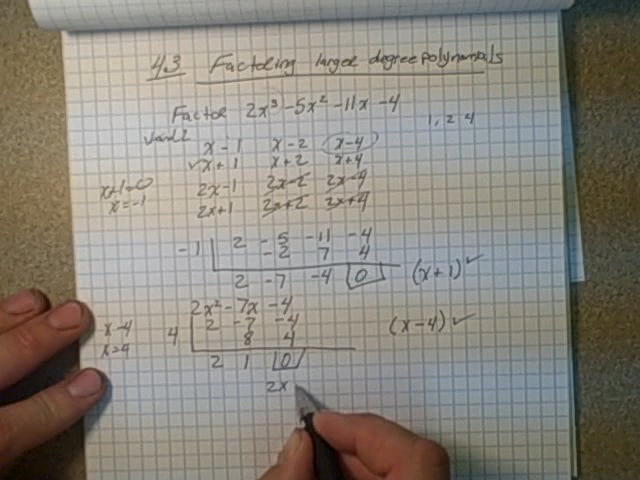 4.3 Factoring larger degree polynomials
Factor 2x³ -5x² -11x -4
1, 2 4
1 and 2
x-1 x-2 x-4
✓x+1 x+2 x+4
x+1=0
x=-1
2x-1 2x-2 2x-4
2x+1 2x+2 2x+4
-1 2 -5 -11 -4
-2 7 4
2 -7 -4 0 (x+1) ✓
2x² -7x -4
x-4
x=4
4 2 -7 -4 (x-4) ✓
8 4
2 1 0
2x